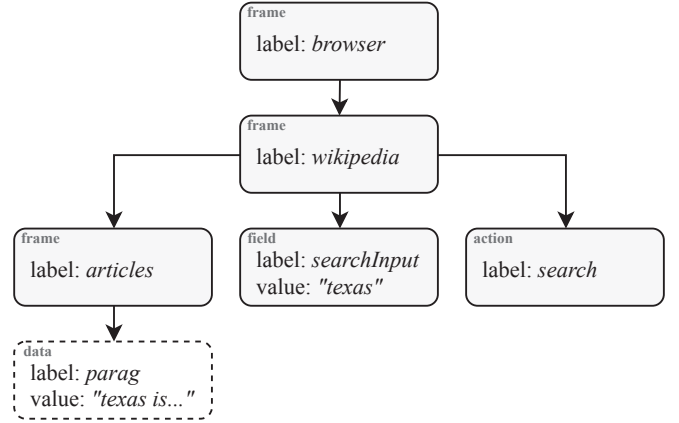 frame
label: browser
frame
label: wikipedia
frame
label: articles
field
label: searchInput
value: "texas"
action
label: search
data
label: parag
value: "texas is..."